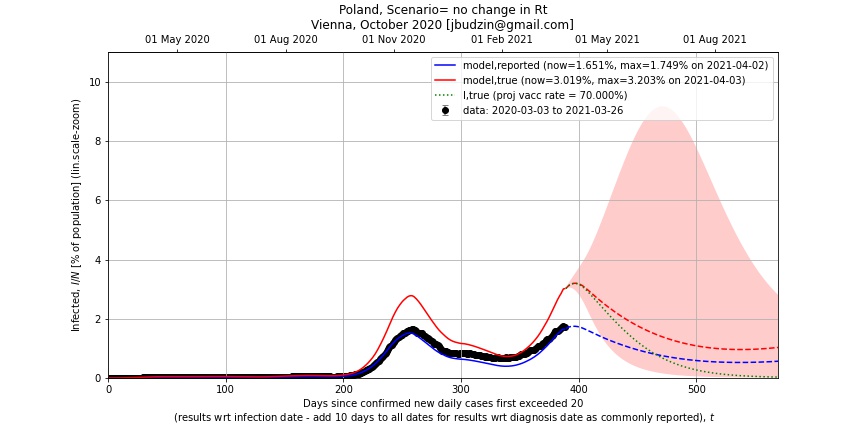 Poland, Scenario= no change in Rt
Vienna, October 2020 [jbudzin@gmail.com]
01 May 2020 01 Aug 2020 01 Nov 2020 01 Feb 2021 01 May 2021 01 Aug 2021
model,reported (now=1.651%, max=1.749% on 2021-04-02)
model,true (now=3.019%, max=3.203% on 2021-04-03)
I,true (proj vacc rate = 70.000%)
data: 2020-03-03 to 2021-03-26
Infected, I/N [% of population] (lin.scale-zoom)
10
8
6
4
2
0
0 100 200 300 400 500
Days since confirmed new daily cases first exceeded 20
(results wrt infection date - add 10 days to all dates for results wrt diagnosis date as commonly reported), t